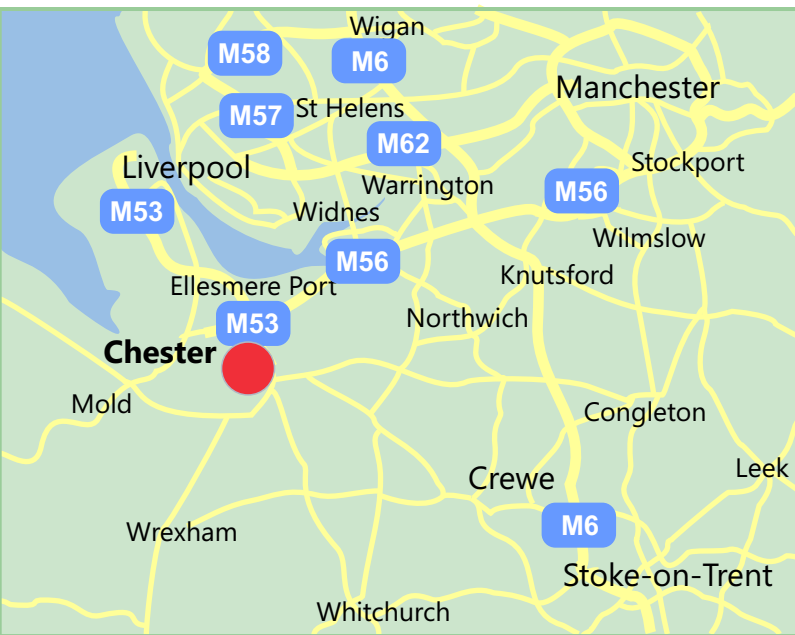 Wigan
M58
M6
Manchester
M57
St Helens
M62
Stockport
Liverpool
Warrington
M56
M53
Widnes
Wilmslow
M56
Knutsford
Ellesmere Port
Northwich
M53
Chester
Mold
Congleton
Leek
Crewe
M6
Wrexham
Stoke-on-Trent
Whitchurch